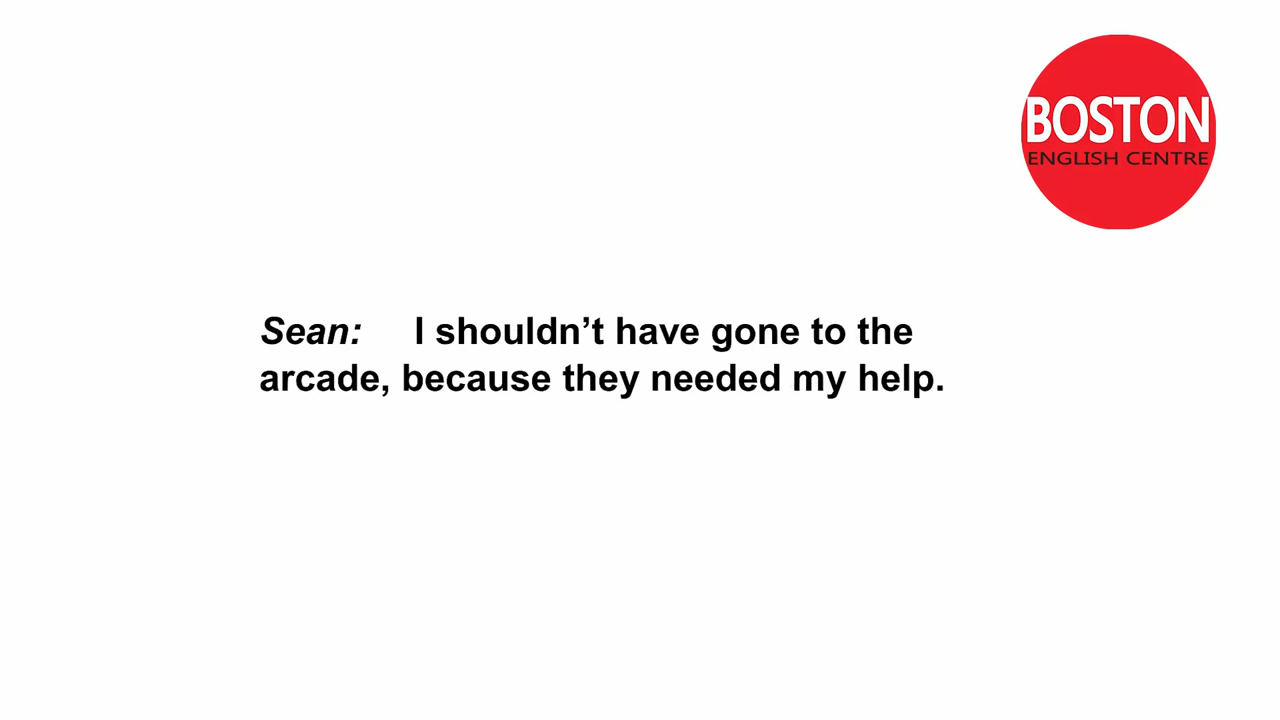 BOSTON
ENGLISH CENTRE
Sean: I shouldn’t have gone to the
arcade, because they needed my help.